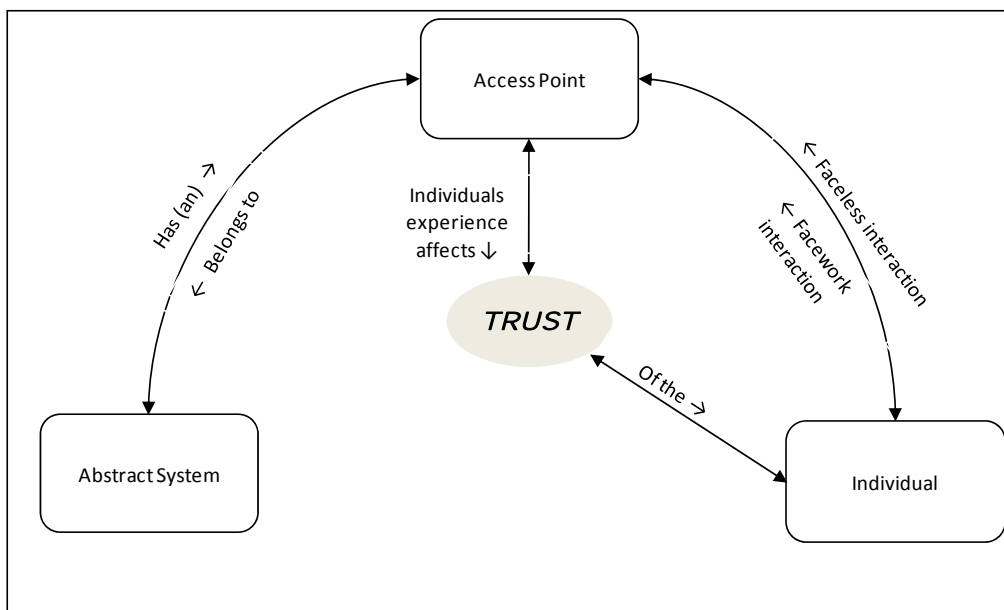 Access Point
Has (an) →
← Belongs to
Individuals
experience
affects ↓
← Faceless interaction
← Facework
interaction
TRUST
Of the →
Abstract System
Individual